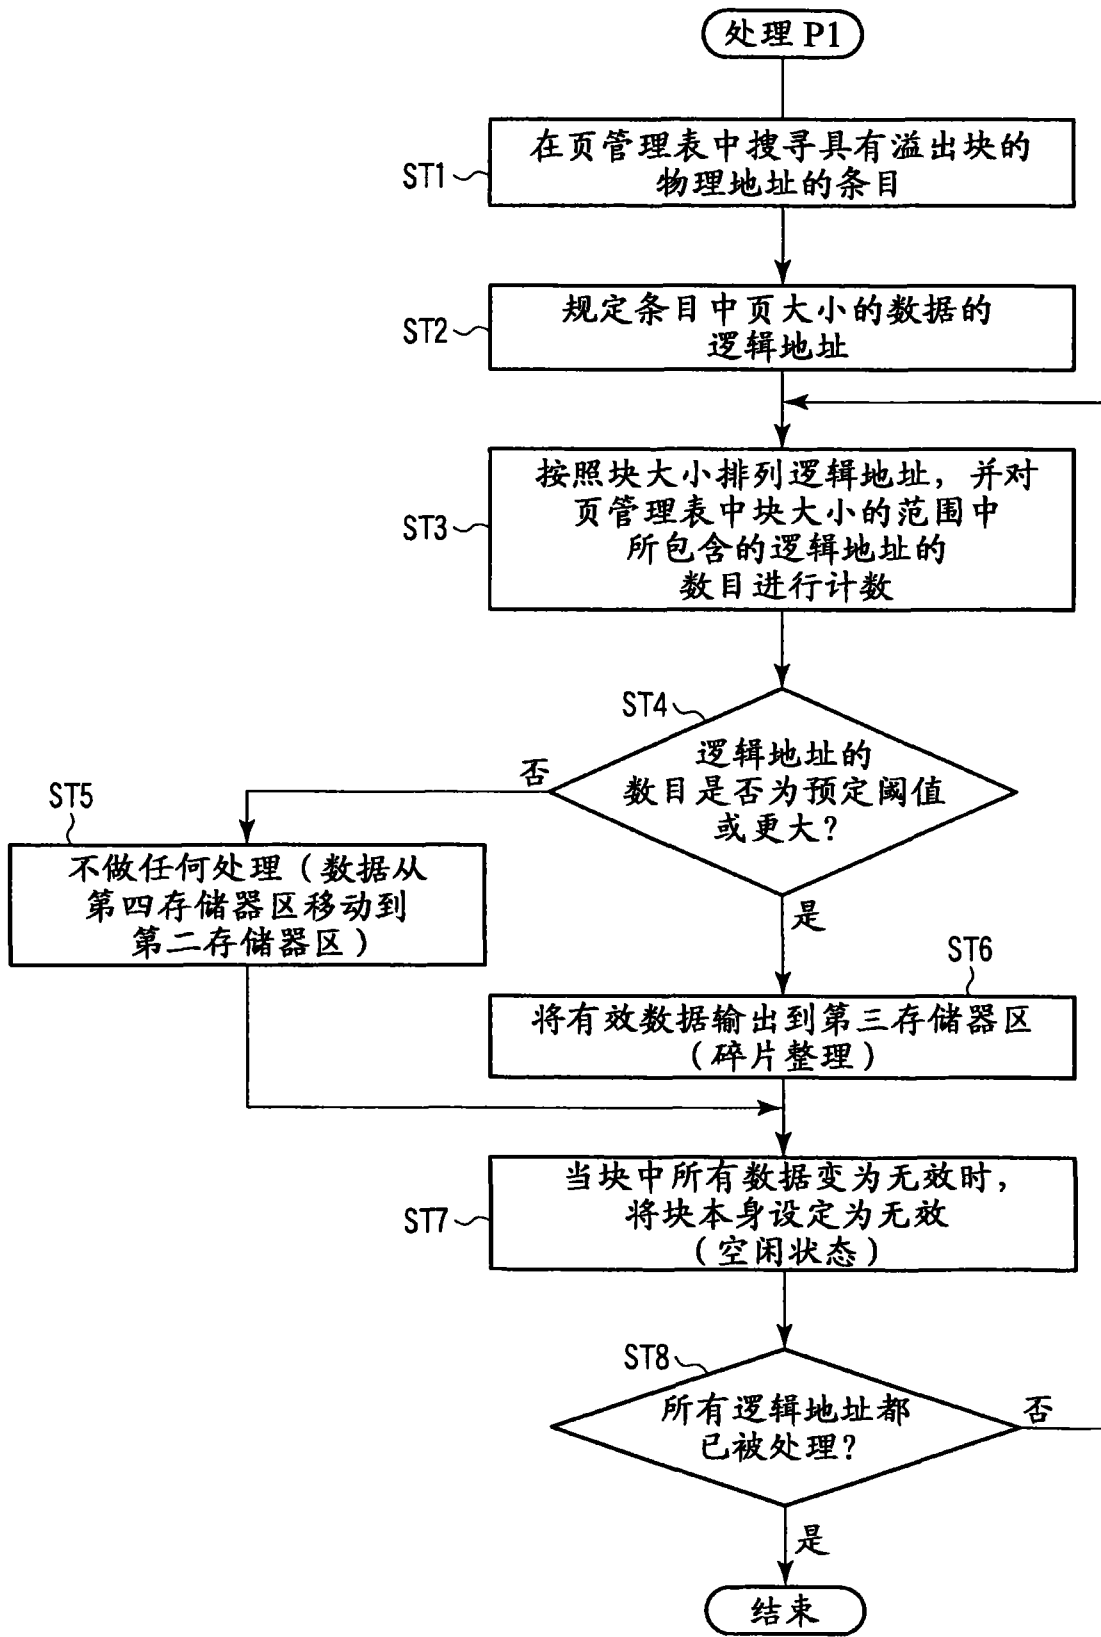 处理 P1
在页管理表中搜寻具有溢出块的
物理地址的条目
ST1
规定条目中页大小的数据的
逻辑地址
ST2
按照块大小排列逻辑地址，并对
页管理表中块大小的范围中
所包含的逻辑地址的
数目进行计数
ST3
ST4
逻辑地址的
数目是否为预定阈值
或更大？
否
ST5
不做任何处理（数据从
第四存储器区移动到
第二存储器区）
是
ST6
将有效数据输出到第三存储器区
（碎片整理）
当块中所有数据变为无效时，
将块本身设定为无效
（空闲状态）
ST7
ST8
所有逻辑地址都
已被处理？
否
是
结束